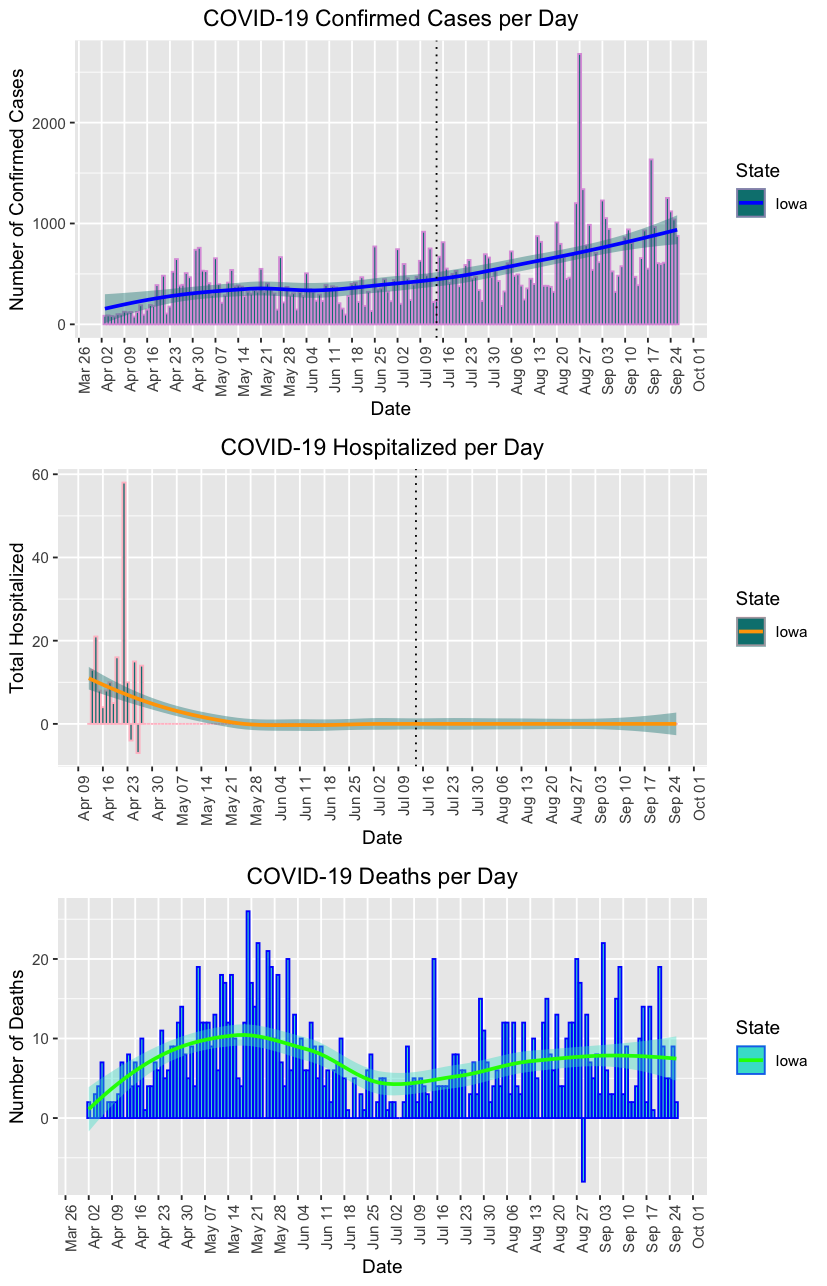 COVID-19 Confirmed Cases per Day
Number of Confirmed Cases
2000
1000
0
Mar 26
Apr 02
Apr 09
Apr 16
Apr 23
Apr 30
May 07
May 14
May 21
May 28
Jun 04
Jun 11
Jun 18
Jun 25
Jul 02
Jul 09
Jul 16
Jul 23
Jul 30
Aug 06
Aug 13
Aug 20
Aug 27
Sep 03
Sep 10
Sep 17
Sep 24
Oct 01
Date
State
Iowa
COVID-19 Hospitalized per Day
Total Hospitalized
60
40
20
0
Apr 09
Apr 16
Apr 23
Apr 30
May 07
May 14
May 21
May 28
Jun 04
Jun 11
Jun 18
Jun 25
Jul 02
Jul 09
Jul 16
Jul 23
Jul 30
Aug 06
Aug 13
Aug 20
Aug 27
Sep 03
Sep 10
Sep 17
Sep 24
Oct 01
Date
State
Iowa
COVID-19 Deaths per Day
Number of Deaths
20
10
0
Mar 26
Apr 02
Apr 09
Apr 16
Apr 23
Apr 30
May 07
May 14
May 21
May 28
Jun 04
Jun 11
Jun 18
Jun 25
Jul 02
Jul 09
Jul 16
Jul 23
Jul 30
Aug 06
Aug 13
Aug 20
Aug 27
Sep 03
Sep 10
Sep 17
Sep 24
Oct 01
Date
State
Iowa